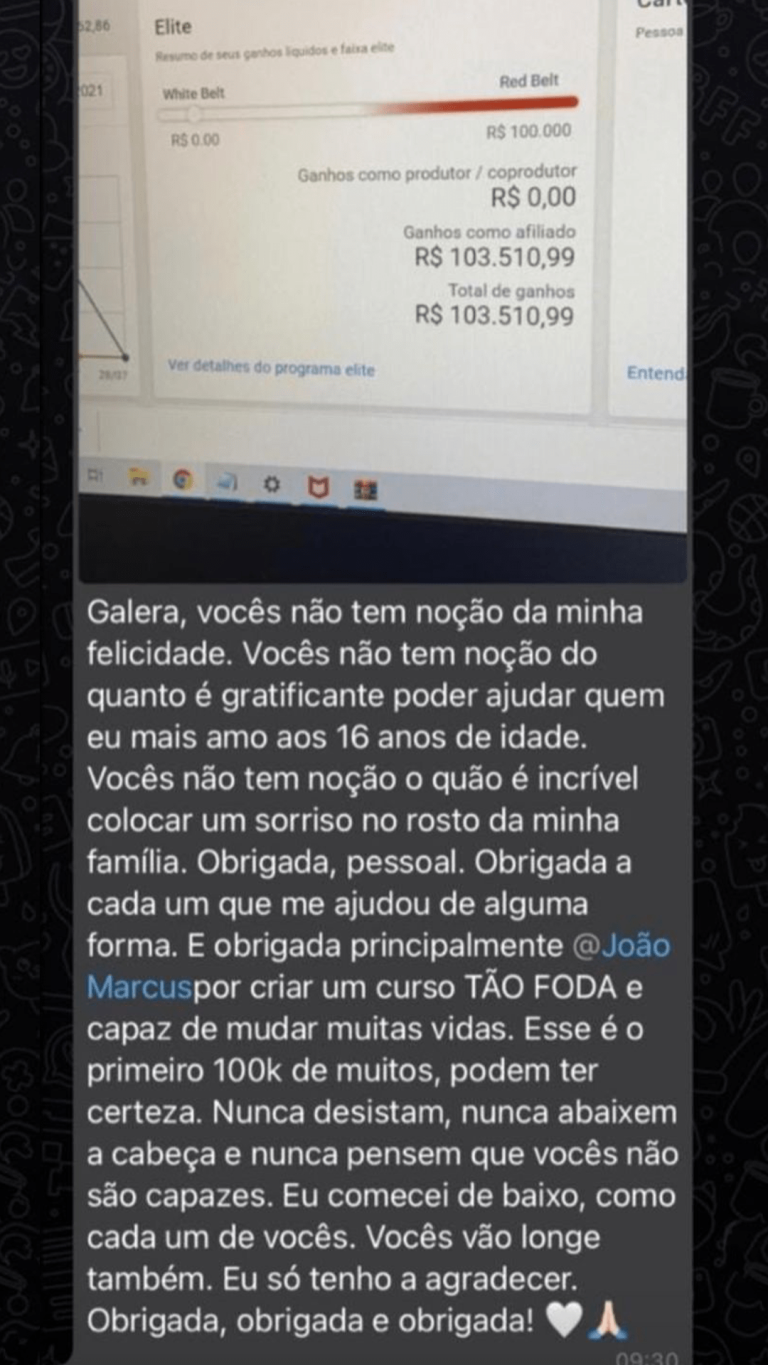 52,86
Elite
Pessoa
Resumo de seus ganhos líquidos e faixa elite
2021
White Belt
Red Belt
R$ 0.00
R$ 100.000
Ganhos como produtor / coprodutor
R$ 0,00
Ganhos como afiliado
R$ 103.510,99
Total de ganhos
R$ 103.510,99
28/07
Ver detalhes do programa elite
Entend
Galera, vocês não tem noção da minha
felicidade. Vocês não tem noção do
quanto é gratificante poder ajudar quem
eu mais amo aos 16 anos de idade.
Vocês não tem noção o quão é incrível
colocar um sorriso no rosto da minha
família. Obrigada, pessoal. Obrigada a
cada um que me ajudou de alguma
forma. E obrigada principalmente @João
Marcuspor criar um curso TÃO FODA e
capaz de mudar muitas vidas. Esse é o
primeiro 100k de muitos, podem ter
certeza. Nunca desistam, nunca abaixem
a cabeça e nunca pensem que vocês não
são capazes. Eu comecei de baixo, como
cada um de vocês. Vocês vão longe
também. Eu só tenho a agradecer.
Obrigada, obrigada e obrigada! 🤍🙏🏻
09:30